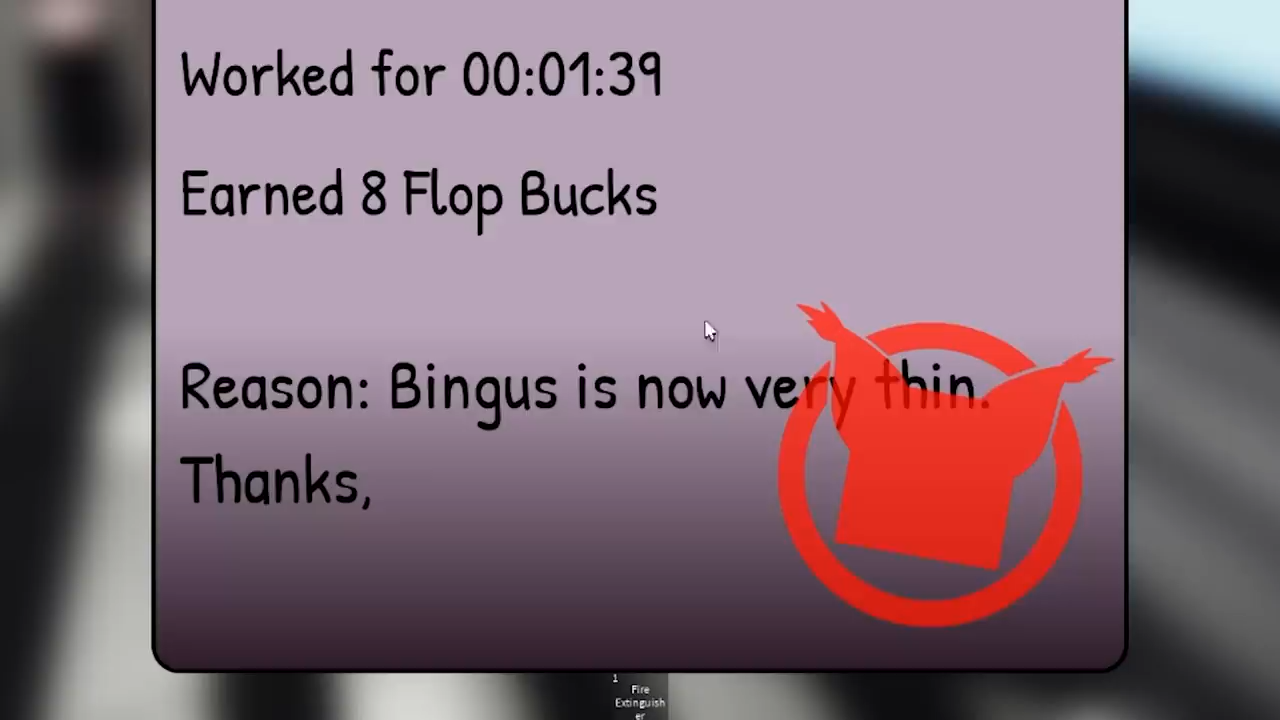 Worked for 00:01:39
Earned 8 Flop Bucks
Reason: Bingus is now very thin.
Thanks,
1
Fire
Extinguish
er